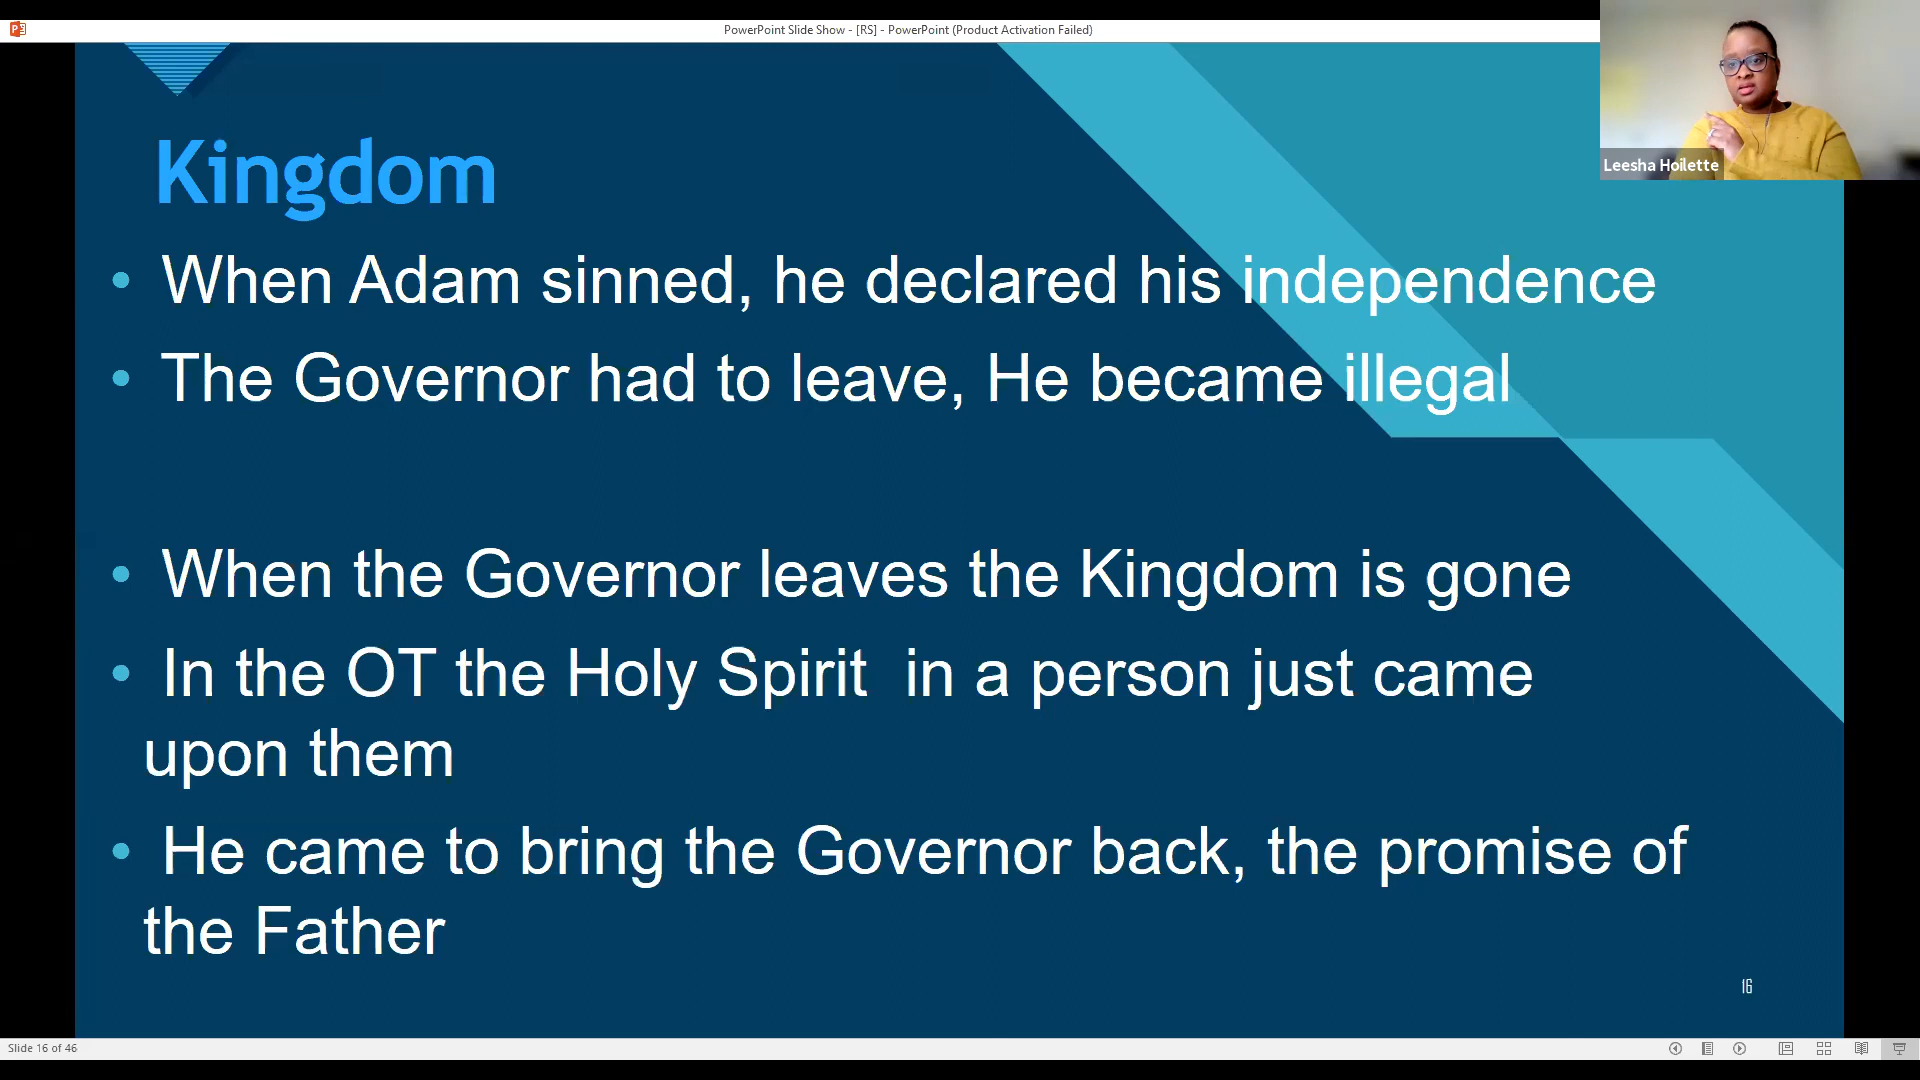 PowerPoint Slide Show - [RS] - PowerPoint (Product Activation Failed)
Leesha Hoilette
Kingdom
• When Adam sinned, he declared his independence
• The Governor had to leave, He became illegal
• When the Governor leaves the Kingdom is gone
• In the OT the Holy Spirit  in a person just came
upon them
• He came to bring the Governor back, the promise of
the Father
16
Slide 16 of 46